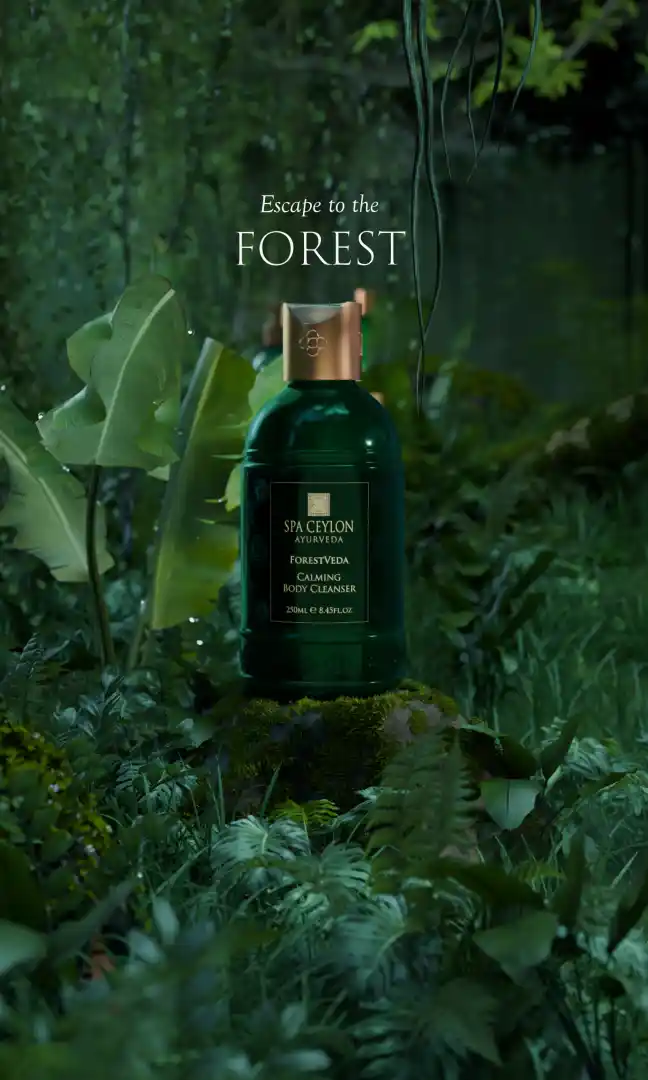 Escape to the
FOREST
SPA CEYLON
AYURVEDA
FORESTVEDA
CALMING
BODY CLEANSER
250ML ℮ 8.45FL.OZ